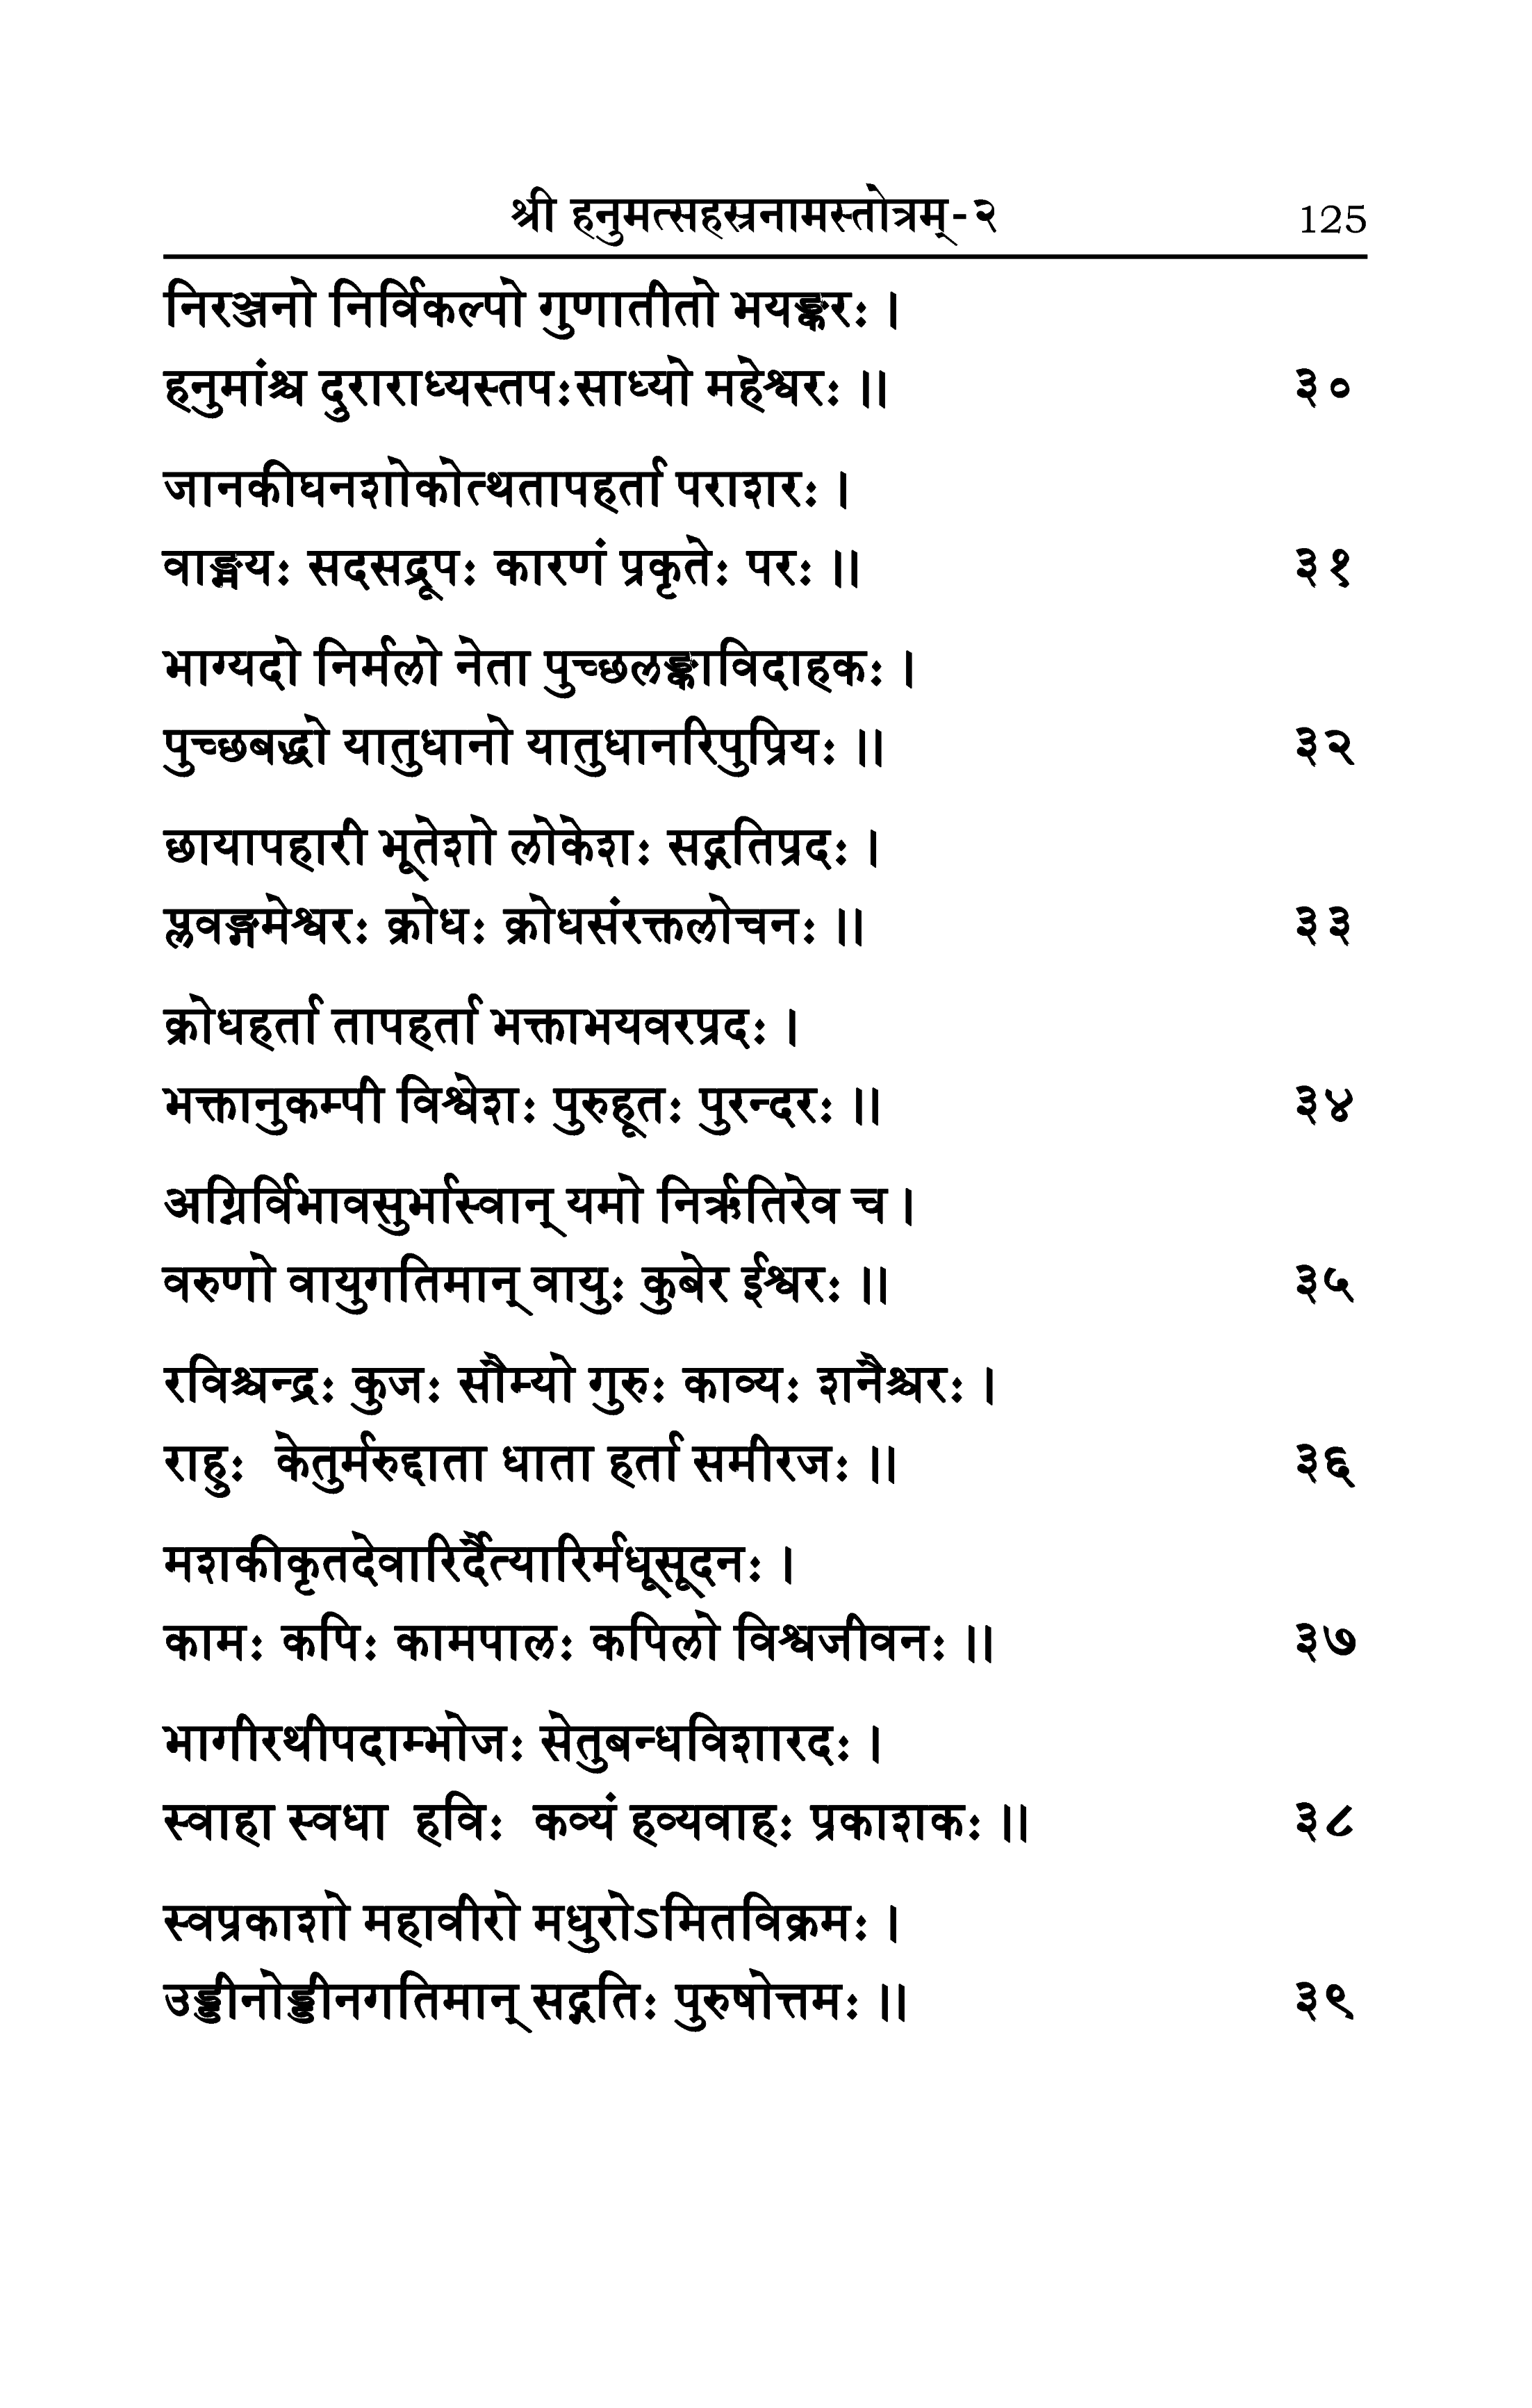 श्री हनुमत्सहस्रनामस्तोत्रम्-२ 125
निरञ्जनो निर्विकल्पो गुणातीतो भयङ्करः।
हनुमांश्च दुराराध्यस्तपःसाध्यो महेश्वरः॥ ३०
जानकीघनशोकोत्थतापहर्ता पराशरः।
वाङ्मयः सदसद्रूपः कारणं प्रकृतेः परः॥ ३१
भाग्यदो निर्मलो नेता पुच्छलङ्काविदाहकः।
पुच्छबद्धो यातुधानो यातुधानरिपुप्रियः॥ ३२
छायापहारी भूतेशो लोकेशः सद्गतिप्रदः।
प्लवङ्गमेश्वरः क्रोधः क्रोधसंरक्तलोचनः॥ ३३
क्रोधहर्ता तापहर्ता भक्ताभयवरप्रदः।
भक्तानुकम्पी विश्वेशः पुरुहूतः पुरन्दरः॥ ३४
अग्निर्विभावसुर्भास्वान् यमो निर्ऋतिरेव च।
वरुणो वायुगतिमान् वायुः कुबेर ईश्वरः॥ ३५
रविश्चन्द्रः कुजः सौम्यो गुरुः काव्यः शनैश्चरः।
राहुः केतुर्मरुद्दाता धाता हर्ता समीरजः॥ ३६
मशकीकृतदेवारिर्दैत्यारिर्मधूसूदनः।
कामः कपिः कामपालः कपिलो विश्वजीवनः॥ ३७
भागीरथीपदाम्भोजः सेतुबन्धविशारदः।
स्वाहा स्वधा हविः कव्यं हव्यवाहः प्रकाशकः॥ ३८
स्वप्रकाशो महावीरो मधुरोऽमितविक्रमः।
उड्डीनोड्डीनगतिमान् सद्गतिः पुरुषोत्तमः॥ ३९